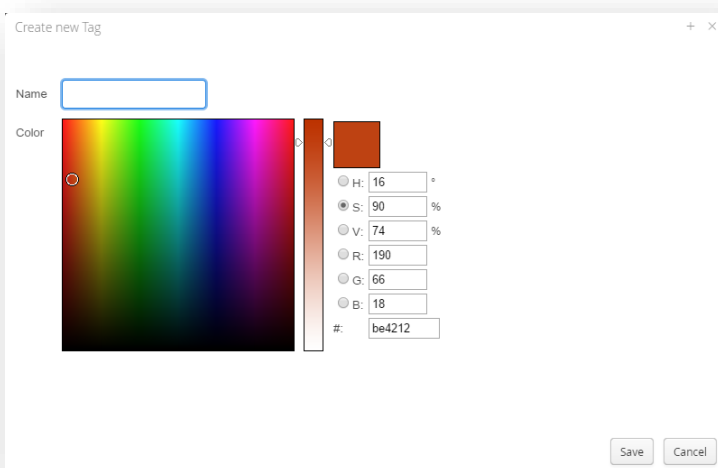 Create new Tag + ×
Name
Color
H: 16 °
S: 90 %
V: 74 %
R: 190
G: 66
B: 18
#: be4212
Save Cancel